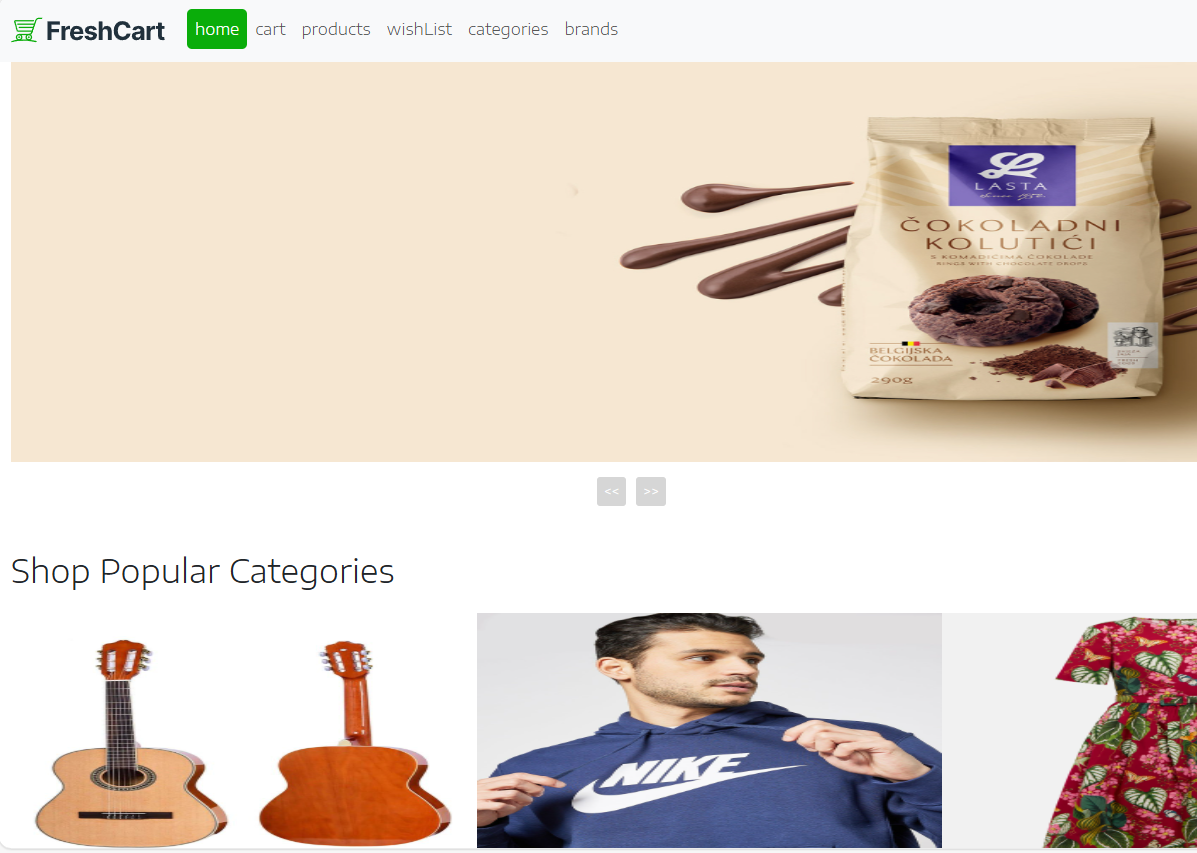 FreshCart home cart products wishList categories brands
LASTA
ČOKOLADNI
KOLUTIĆI
S KOMADIĆIMA ČOKOLADE
RINGS WITH CHOCOLATE DROPS
BELGIJSKA
ČOKOLADA
290g
<< >>
Shop Popular Categories
NIKE